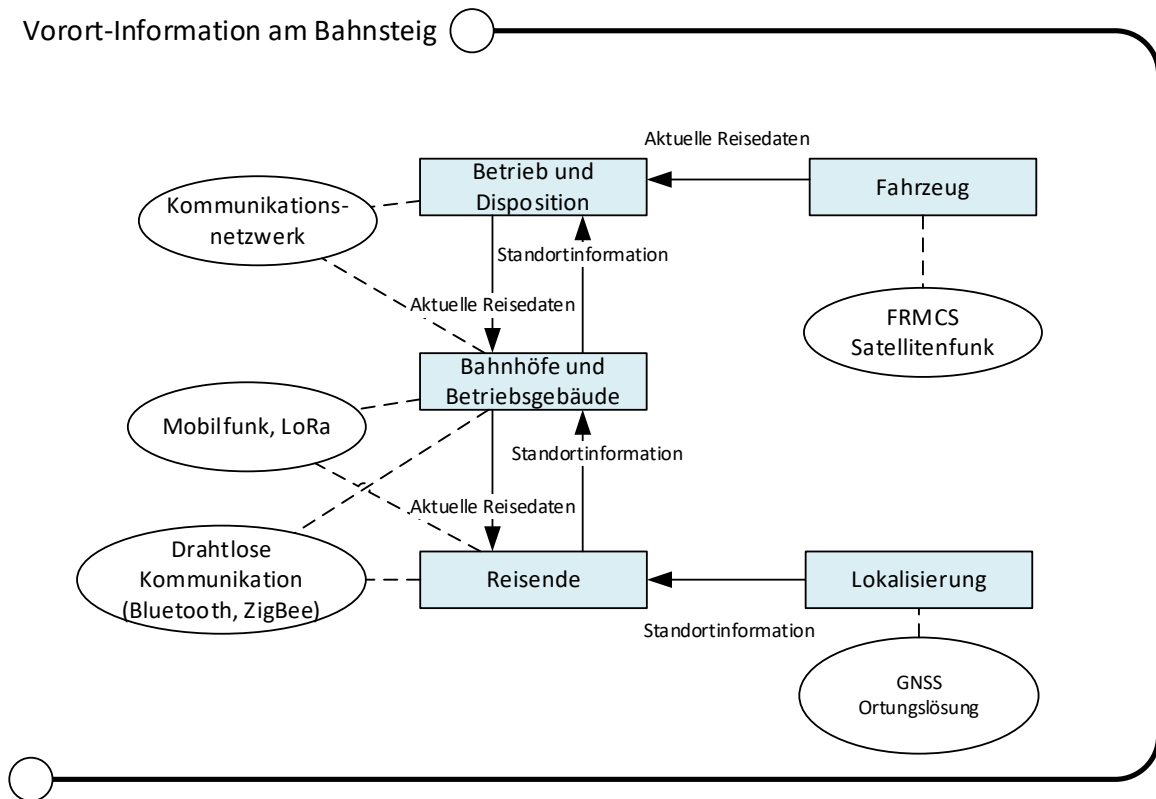 Vorort-Information am Bahnsteig
Aktuelle Reisedaten
Betrieb und
Disposition
Fahrzeug
Kommunikations-
netzwerk
Standortinformation
Aktuelle Reisedaten
FRMCS
Satellitenfunk
Bahnhöfe und
Betriebsgebäude
Mobilfunk, LoRa
Standortinformation
Aktuelle Reisedaten
Drahtlose
Kommunikation
(Bluetooth, ZigBee)
Reisende
Lokalisierung
Standortinformation
GNSS
Ortungslösung